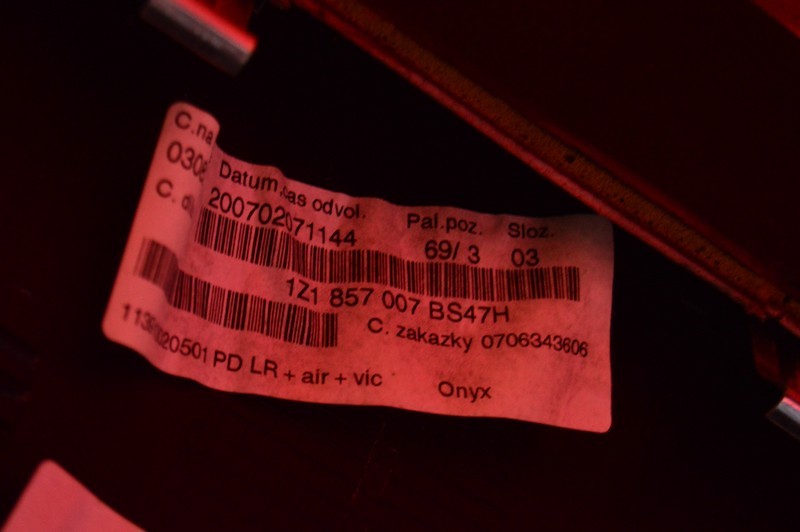 C.na
030
Datum,cas odvol. Pal.poz. Sloz.
200702071144 69/ 3 03
C. d
1Z1 857 007 BS47H
C. zakazky 0706343606
20501 PD LR + air + vic Onyx